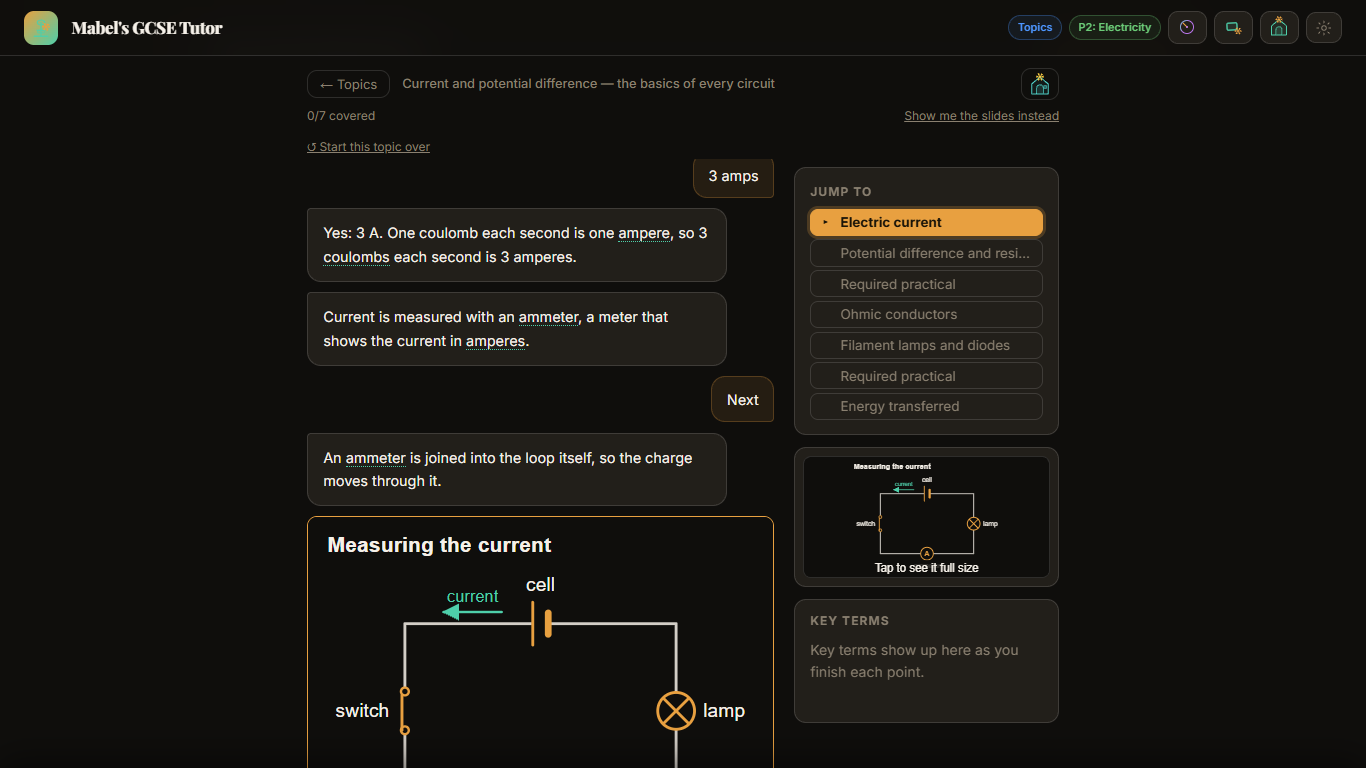 Mabel's GCSE Tutor
Topics
P2: Electricity
← Topics
Current and potential difference — the basics of every circuit
0/7 covered
Show me the slides instead
↺ Start this topic over
3 amps
Yes: 3 A. One coulomb each second is one ampere, so 3
coulombs each second is 3 amperes.
Current is measured with an ammeter, a meter that
shows the current in amperes.
Next
An ammeter is joined into the loop itself, so the charge
moves through it.
Measuring the current
cell
current
switch
lamp
JUMP TO
▸ Electric current
Potential difference and resi...
Required practical
Ohmic conductors
Filament lamps and diodes
Required practical
Energy transferred
Measuring the current
cell
current
switch
lamp
A
Tap to see it full size
KEY TERMS
Key terms show up here as you
finish each point.